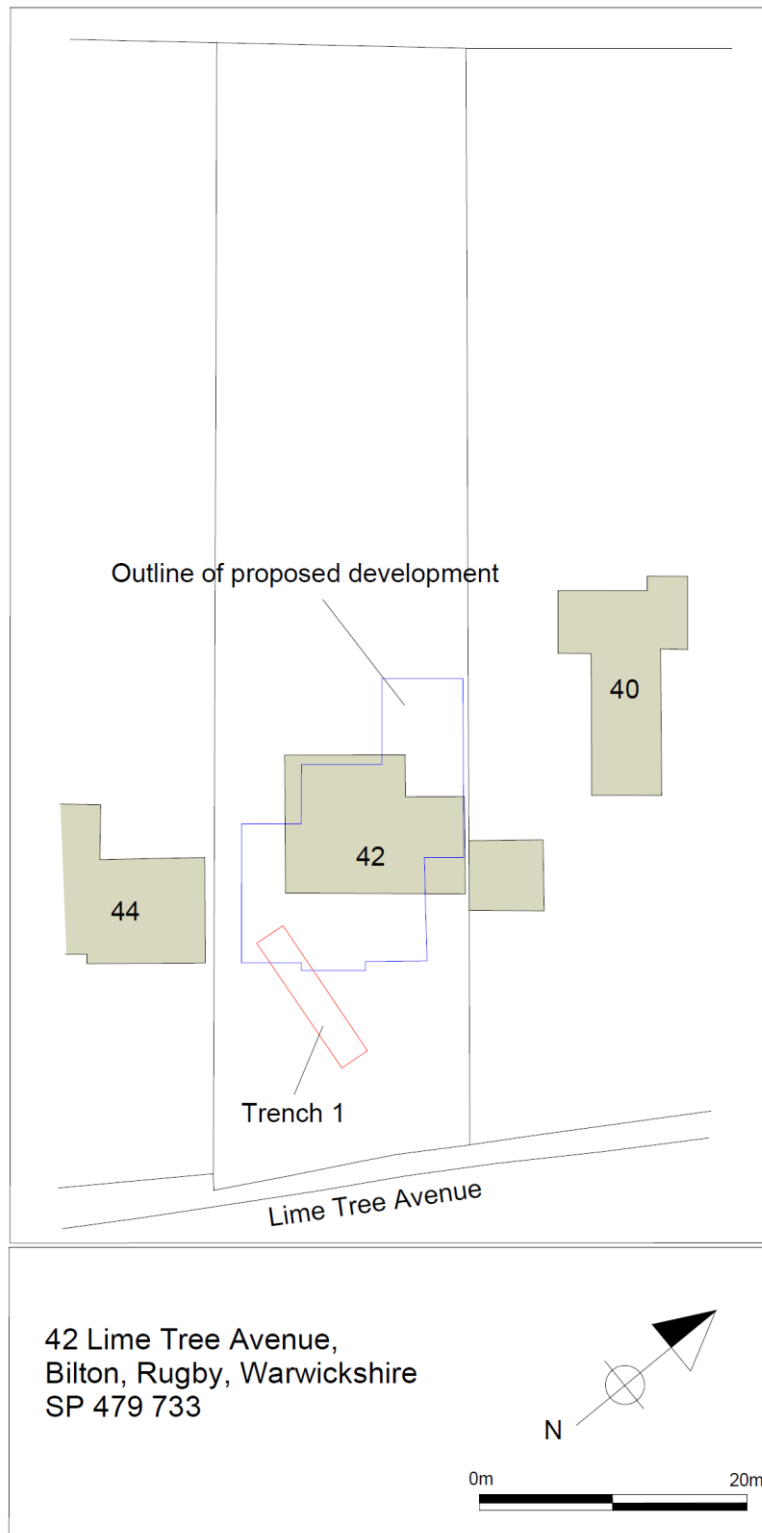 Outline of proposed development
40
42
44
Trench 1
Lime Tree Avenue
42 Lime Tree Avenue,
Bilton, Rugby, Warwickshire
SP 479 733
N
0m 20m